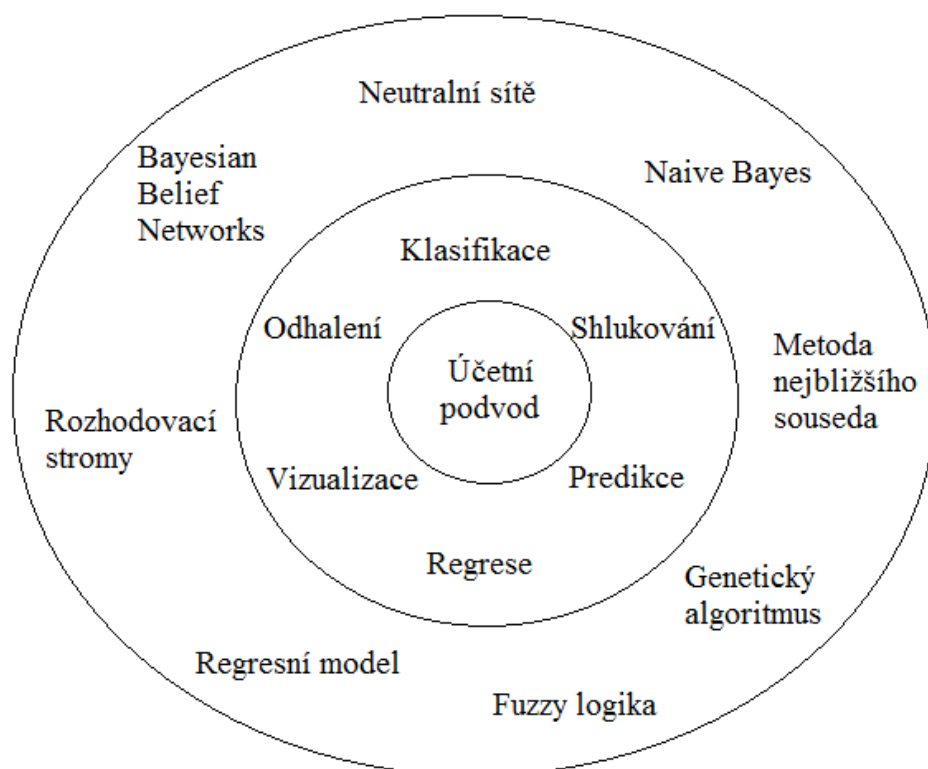 Neutralní sítě
Bayesian
Belief
Networks
Naive Bayes
Klasifikace
Odhalení
Shlukování
Účetní
podvod
Metoda
nejbližšího
souseda
Rozhodovací
stromy
Vizualizace
Predikce
Regrese
Genetický
algoritmus
Regresní model
Fuzzy logika